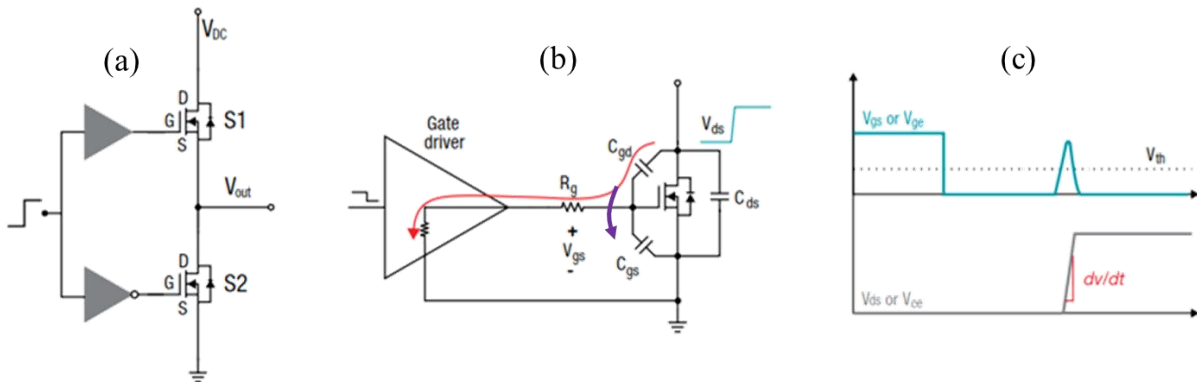 (a)
V_DC
D
G
S
S1
V_out
D
G
S
S2
(b)
Gate
driver
V_ds
C_gd
R_g
+
V_gs
-
C_gs
C_ds
(c)
V_gs or V_ge
V_th
V_ds or V_ce
dv/dt